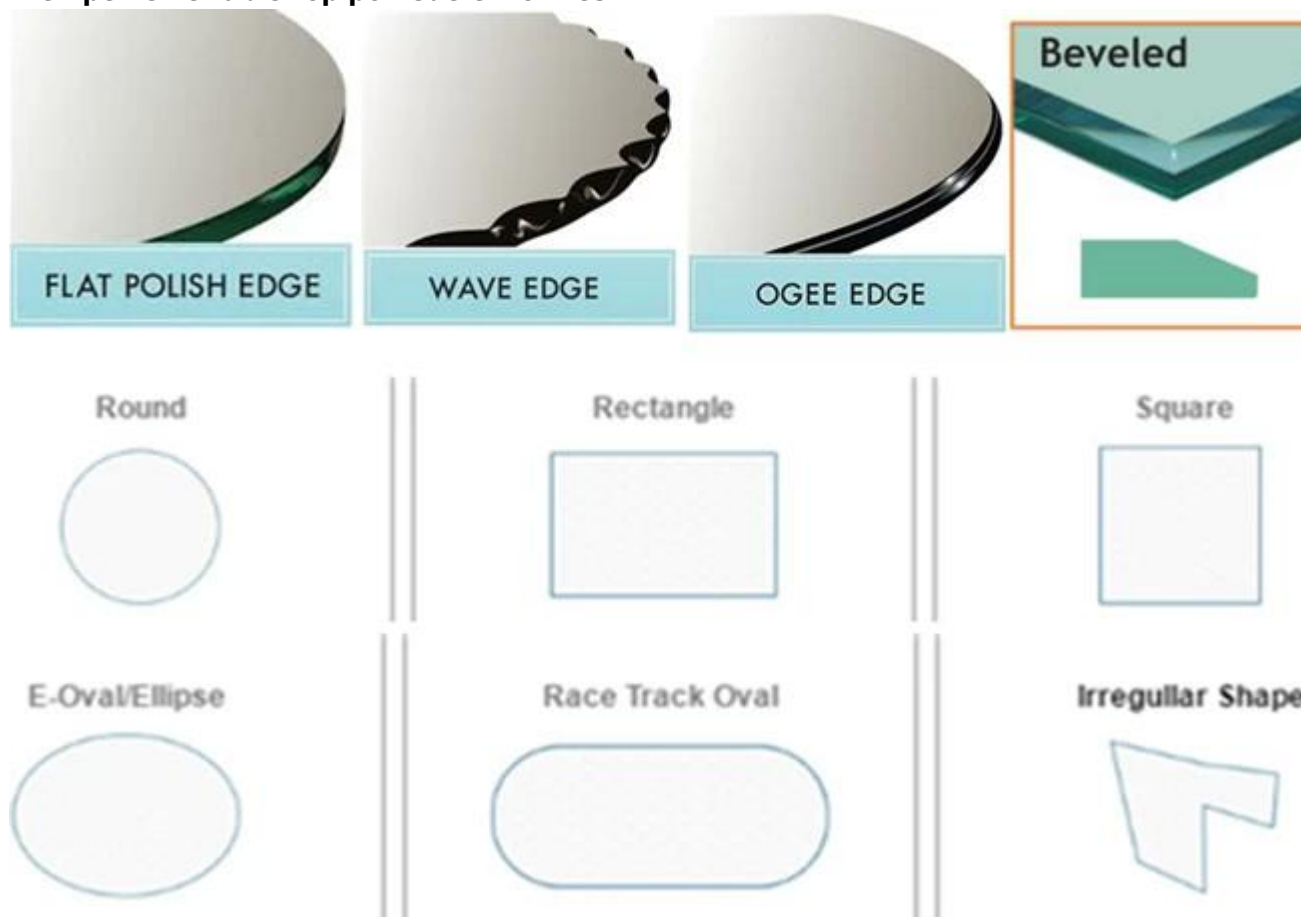 Beveled
FLAT POLISH EDGE
WAVE EDGE
OGEE EDGE
Round
Rectangle
Square
E-Oval/Ellipse
Race Track Oval
Irregullar Shape